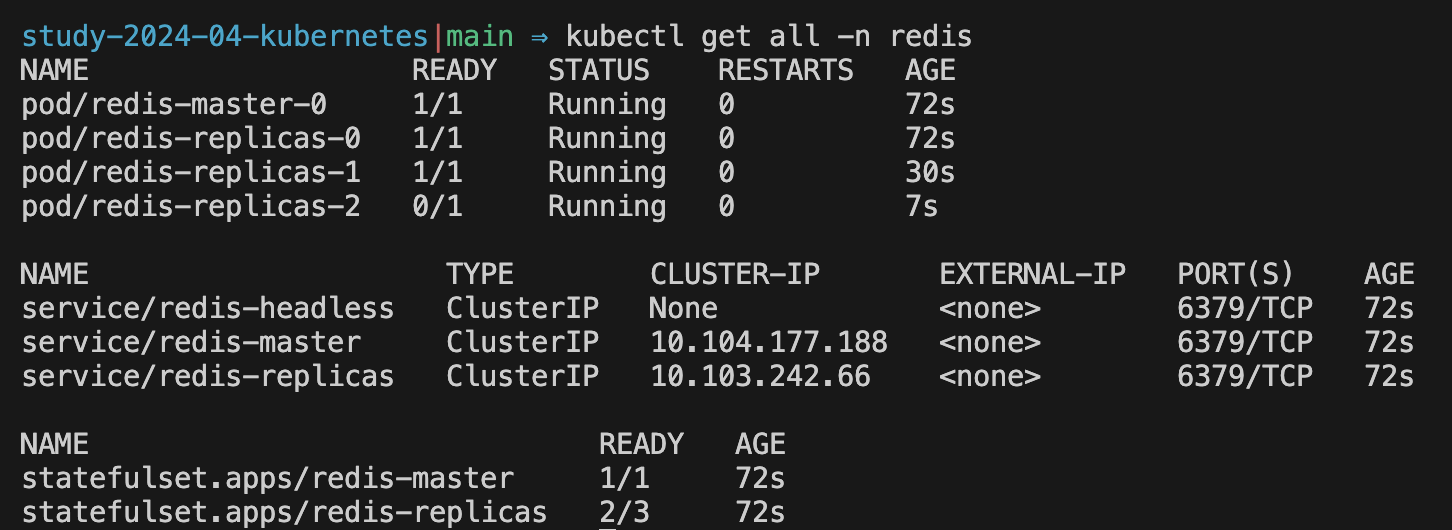 study-2024-04-kubernetes|main ⇒ kubectl get all -n redis
NAME                   READY   STATUS    RESTARTS   AGE
pod/redis-master-0     1/1     Running   0          72s
pod/redis-replicas-0   1/1     Running   0          72s
pod/redis-replicas-1   1/1     Running   0          30s
pod/redis-replicas-2   0/1     Running   0          7s

NAME                     TYPE        CLUSTER-IP       EXTERNAL-IP   PORT(S)    AGE
service/redis-headless   ClusterIP   None             <none>        6379/TCP   72s
service/redis-master     ClusterIP   10.104.177.188   <none>        6379/TCP   72s
service/redis-replicas   ClusterIP   10.103.242.66    <none>        6379/TCP   72s

NAME                              READY   AGE
statefulset.apps/redis-master     1/1     72s
statefulset.apps/redis-replicas   2/3     72s